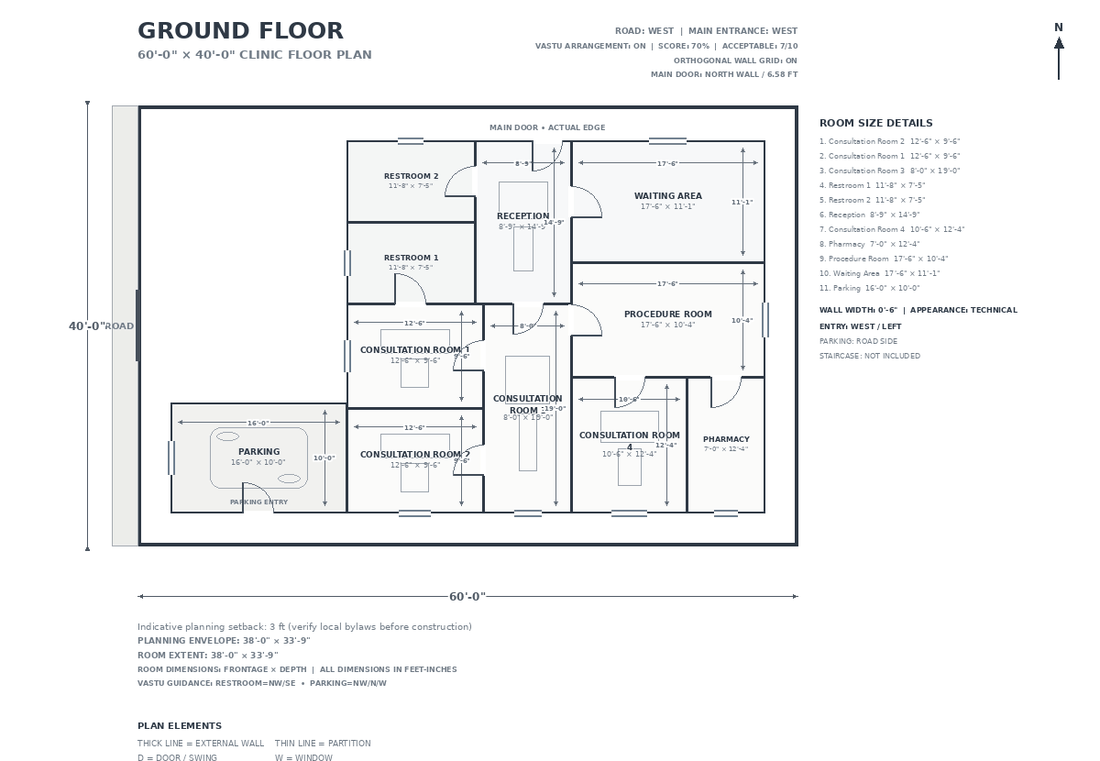 GROUND FLOOR
60'-0" × 40'-0" CLINIC FLOOR PLAN
ROAD: WEST | MAIN ENTRANCE: WEST
VASTU ARRANGEMENT: ON | SCORE: 70% | ACCEPTABLE: 7/10
ORTHOGONAL WALL GRID: ON
MAIN DOOR: NORTH WALL / 6.58 FT
N
MAIN DOOR • ACTUAL EDGE
RESTROOM 2
11'-8" × 7'-5"
8'-9"
RECEPTION
8'-9" × 14'-9"
14'-9"
17'-6"
WAITING AREA
17'-6" × 11'-1"
11'-1"
RESTROOM 1
11'-8" × 7'-5"
17'-6"
PROCEDURE ROOM
17'-6" × 10'-4"
10'-4"
40'-0"
ROAD
12'-6"
CONSULTATION ROOM 1
12'-6" × 9'-6"
9'-6"
8'-0"
CONSULTATION
ROOM 3
8'-0" × 19'-0"
19'-0"
10'-6"
CONSULTATION ROOM
4
10'-6" × 12'-4"
12'-4"
PHARMACY
7'-0" × 12'-4"
16'-0"
PARKING
16'-0" × 10'-0"
10'-0"
PARKING ENTRY
12'-6"
CONSULTATION ROOM 2
12'-6" × 9'-6"
9'-6"
ROOM SIZE DETAILS
1. Consultation Room 2 12'-6" × 9'-6"
2. Consultation Room 1 12'-6" × 9'-6"
3. Consultation Room 3 8'-0" × 19'-0"
4. Restroom 1 11'-8" × 7'-5"
5. Restroom 2 11'-8" × 7'-5"
6. Reception 8'-9" × 14'-9"
7. Consultation Room 4 10'-6" × 12'-4"
8. Pharmacy 7'-0" × 12'-4"
9. Procedure Room 17'-6" × 10'-4"
10. Waiting Area 17'-6" × 11'-1"
11. Parking 16'-0" × 10'-0"
WALL WIDTH: 0'-6" | APPEARANCE: TECHNICAL
ENTRY: WEST / LEFT
PARKING: ROAD SIDE
STAIRCASE: NOT INCLUDED
60'-0"
Indicative planning setback: 3 ft (verify local bylaws before construction)
PLANNING ENVELOPE: 38'-0" × 33'-9"
ROOM EXTENT: 38'-0" × 33'-9"
ROOM DIMENSIONS: FRONTAGE × DEPTH | ALL DIMENSIONS IN FEET-INCHES
VASTU GUIDANCE: RESTROOM=NW/SE • PARKING=NW/N/W
PLAN ELEMENTS
THICK LINE = EXTERNAL WALL THIN LINE = PARTITION
D = DOOR / SWING W = WINDOW